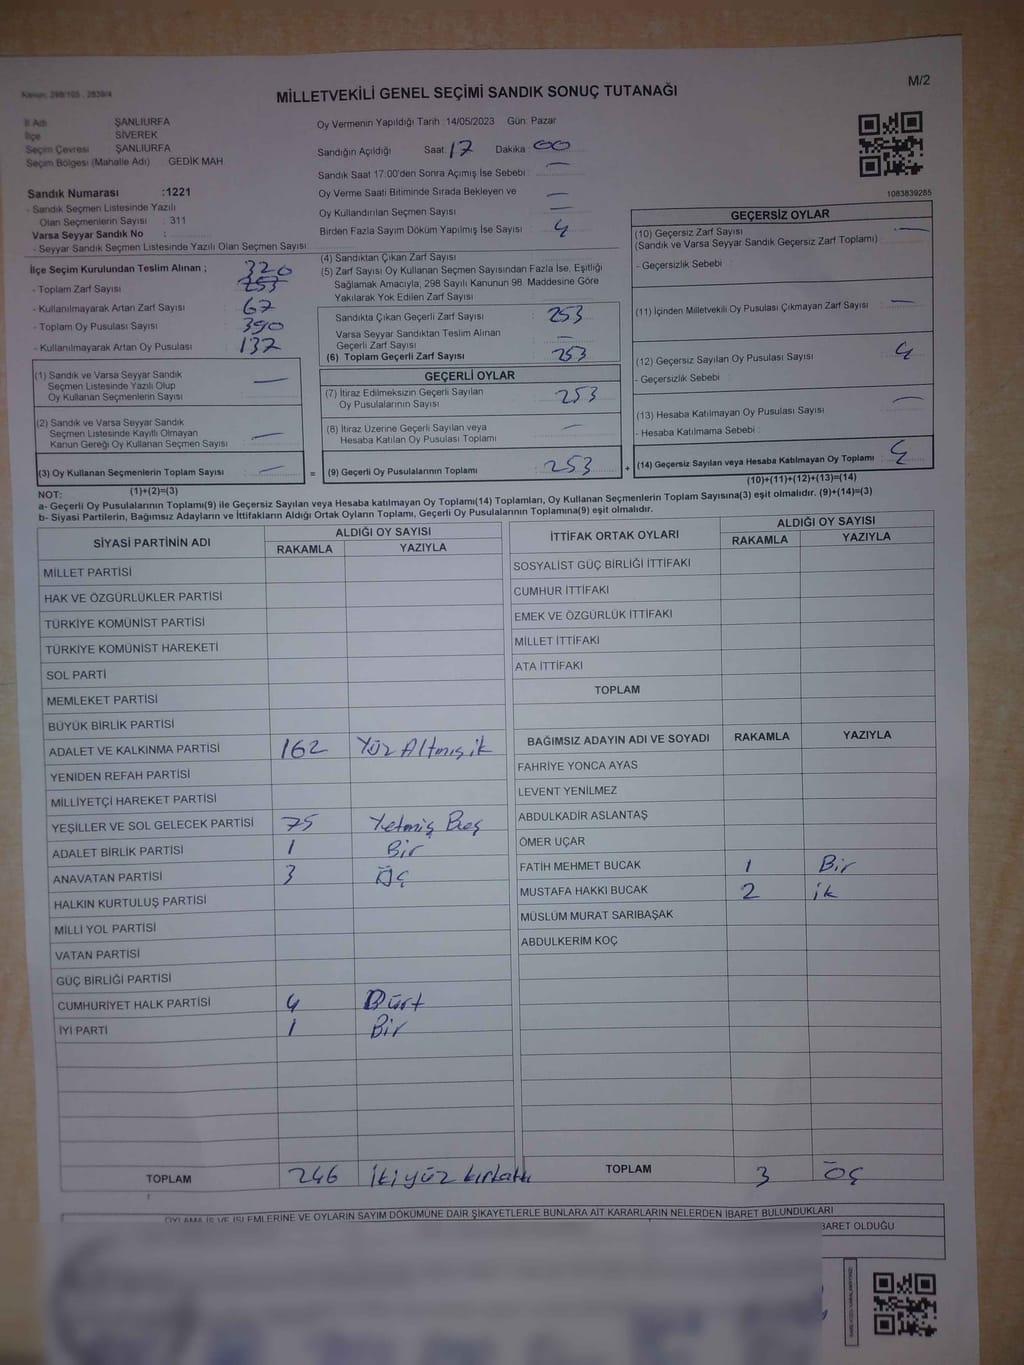 Kanun: 298/105 , 2839/4
M/2
MİLLETVEKİLİ GENEL SEÇİMİ SANDIK SONUÇ TUTANAĞI
İl Adı ŞANLIURFA
İlçe SİVEREK
Seçim Çevresi ŞANLIURFA
Seçim Bölgesi (Mahalle Adı) GEDİK MAH
Sandık Numarası :1221
- Sandık Seçmen Listesinde Yazılı
Olan Seçmenlerin Sayısı : 311
Varsa Seyyar Sandık No :
- Seyyar Sandık Seçmen Listesinde Yazılı Olan Seçmen Sayısı:
Oy Vermenin Yapıldığı Tarih :14/05/2023 Gün: Pazar
Sandığın Açıldığı Saat: 17 Dakika: 00
Sandık Saat 17:00'den Sonra Açımış İse Sebebi : —
Oy Verme Saati Bitiminde Sırada Bekleyen ve —
Oy Kullandırılan Seçmen Sayısı —
Birden Fazla Sayım Döküm Yapılmış İse Sayısı : 4
1083839285
İlçe Seçim Kurulundan Teslim Alınan ; 320
- Toplam Zarf Sayısı : 253
- Kullanılmayarak Artan Zarf Sayısı : 67
- Toplam Oy Pusulası Sayısı : 390
- Kullanılmayarak Artan Oy Pusulası : 137
(1) Sandık ve Varsa Seyyar Sandık
Seçmen Listesinde Yazılı Olup
Oy Kullanan Seçmenlerin Sayısı : —
(2) Sandık ve Varsa Seyyar Sandık
Seçmen Listesinde Kayıtlı Olmayan
Kanun Gereği Oy Kullanan Seçmen Sayısı : —
(3) Oy Kullanan Seçmenlerin Toplam Sayısı : —
(1)+(2)=(3)
(4) Sandıktan Çıkan Zarf Sayısı :
(5) Zarf Sayısı Oy Kullanan Seçmen Sayısından Fazla İse, Eşitliği
Sağlamak Amacıyla, 298 Sayılı Kanunun 98. Maddesine Göre
Yakılarak Yok Edilen Zarf Sayısı :
Sandıkta Çıkan Geçerli Zarf Sayısı : 253
Varsa Seyyar Sandıktan Teslim Alınan
Geçerli Zarf Sayısı : —
(6) Toplam Geçerli Zarf Sayısı : 253
GEÇERLİ OYLAR
(7) İtiraz Edilmeksizin Geçerli Sayılan
Oy Pusulalarının Sayısı : 253
(8) İtiraz Üzerine Geçerli Sayılan veya
Hesaba Katılan Oy Pusulası Toplamı : —
= (9) Geçerli Oy Pusulalarının Toplamı : 253
GEÇERSİZ OYLAR
(10) Geçersiz Zarf Sayısı
(Sandık ve Varsa Seyyar Sandık Geçersiz Zarf Toplamı) : —
- Geçersizlik Sebebi :
(11) İçinden Milletvekili Oy Pusulası Çıkmayan Zarf Sayısı : —
(12) Geçersiz Sayılan Oy Pusulası Sayısı : 4
- Geçersizlik Sebebi :
(13) Hesaba Katılmayan Oy Pusulası Sayısı : —
- Hesaba Katılmama Sebebi :
+ (14) Geçersiz Sayılan veya Hesaba Katılmayan Oy Toplamı : 4
(10)+(11)+(12)+(13)=(14)
NOT:
a- Geçerli Oy Pusulalarının Toplamı(9) ile Geçersiz Sayılan veya Hesaba katılmayan Oy Toplamı(14) Toplamları, Oy Kullanan Seçmenlerin Toplam Sayısına(3) eşit olmalıdır. (9)+(14)=(3)
b- Siyasi Partilerin, Bağımsız Adayların ve İttifakların Aldığı Ortak Oyların Toplamı, Geçerli Oy Pusulalarının Toplamına(9) eşit olmalıdır.
SİYASİ PARTİNİN ADI ALDIĞI OY SAYISI
RAKAMLA YAZIYLA
MİLLET PARTİSİ
HAK VE ÖZGÜRLÜKLER PARTİSİ
TÜRKİYE KOMÜNİST PARTİSİ
TÜRKİYE KOMÜNİST HAREKETİ
SOL PARTİ
MEMLEKET PARTİSİ
BÜYÜK BİRLİK PARTİSİ
ADALET VE KALKINMA PARTİSİ 162 Yüz Altmış ik
YENİDEN REFAH PARTİSİ
MİLLİYETÇİ HAREKET PARTİSİ
YEŞİLLER VE SOL GELECEK PARTİSİ 75 Yetmiş Beş
ADALET BİRLİK PARTİSİ 1 Bir
ANAVATAN PARTİSİ 3 Üç
HALKIN KURTULUŞ PARTİSİ
MİLLİ YOL PARTİSİ
VATAN PARTİSİ
GÜÇ BİRLİĞİ PARTİSİ
CUMHURİYET HALK PARTİSİ 4 Dürt
İYİ PARTİ 1 Bir
TOPLAM 246 İkiyüz kırkaltı
İTTİFAK ORTAK OYLARI ALDIĞI OY SAYISI
RAKAMLA YAZIYLA
SOSYALİST GÜÇ BİRLİĞİ İTTİFAKI
CUMHUR İTTİFAKI
EMEK VE ÖZGÜRLÜK İTTİFAKI
MİLLET İTTİFAKI
ATA İTTİFAKI
TOPLAM
BAĞIMSIZ ADAYIN ADI VE SOYADI RAKAMLA YAZIYLA
FAHRİYE YONCA AYAS
LEVENT YENİLMEZ
ABDULKADİR ASLANTAŞ
ÖMER UÇAR
FATİH MEHMET BUCAK 1 Bir
MUSTAFA HAKKI BUCAK 2 ik
MÜSLÜM MURAT SARIBAŞAK
ABDULKERİM KOÇ
TOPLAM 3 Üç
OYLAMA İŞ VE İŞLEMLERİNE VE OYLARIN SAYIM DÖKÜMÜNE DAİR ŞİKAYETLERLE BUNLARA AİT KARARLARIN NELERDEN İBARET BULUNDUKLARI
İBARET OLDUĞU